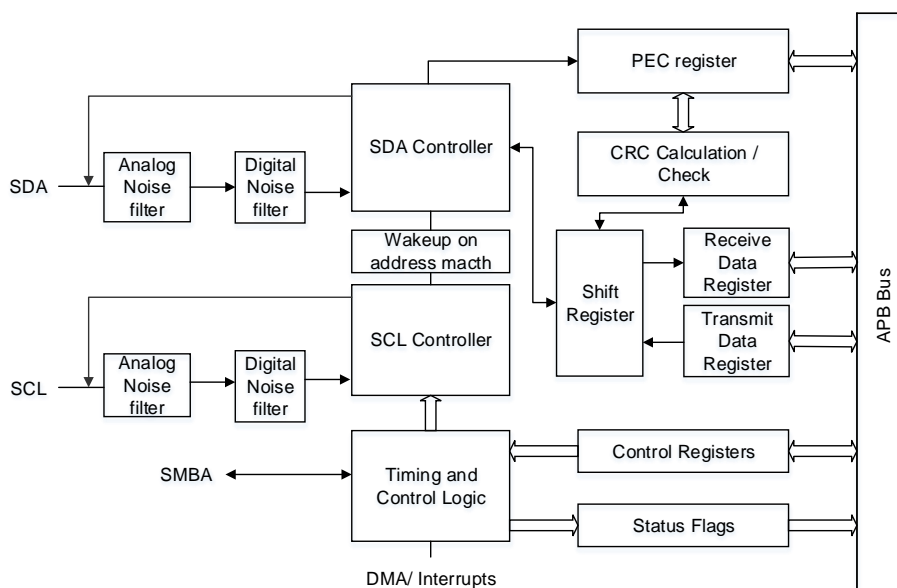 PEC register
SDA Controller
CRC Calculation /
Check
SDA
Analog
Noise
filter
Digital
Noise
filter
Wakeup on
address macth
Receive
Data
Register
Shift
Register
SCL Controller
Transmit
Data
Register
APB Bus
SCL
Analog
Noise
filter
Digital
Noise
filter
SMBA
Timing and
Control Logic
Control Registers
Status Flags
DMA/ Interrupts